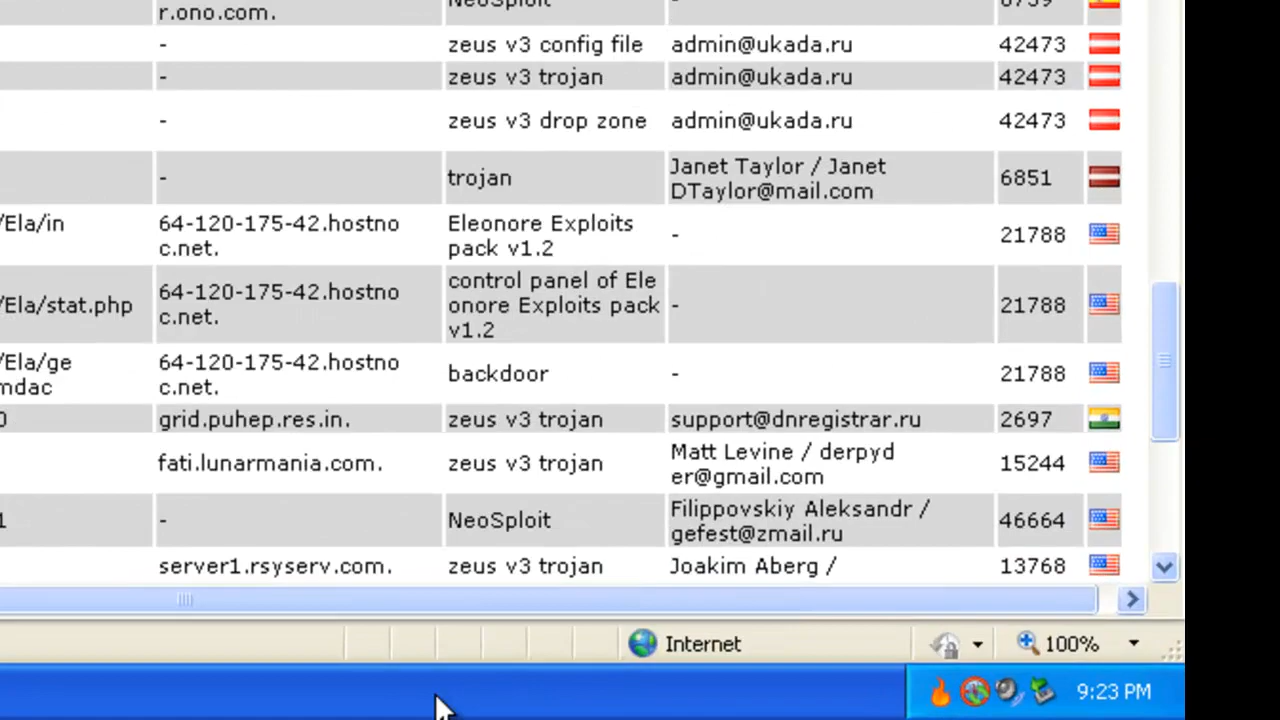 r.ono.com. NeoSploit - 6739
- zeus v3 config file admin@ukada.ru 42473
- zeus v3 trojan admin@ukada.ru 42473
- zeus v3 drop zone admin@ukada.ru 42473
- trojan Janet Taylor / Janet 6851
DTaylor@mail.com
/Ela/in 64-120-175-42.hostno Eleonore Exploits - 21788
c.net. pack v1.2
control panel of Ele
/Ela/stat.php 64-120-175-42.hostno onore Exploits pack - 21788
c.net. v1.2
/Ela/ge 64-120-175-42.hostno backdoor - 21788
mdac c.net.
0 grid.puhep.res.in. zeus v3 trojan support@dnregistrar.ru 2697
fati.lunarmania.com. zeus v3 trojan Matt Levine / derpyd 15244
er@gmail.com
1 - NeoSploit Filippovskiy Aleksandr / 46664
gefest@zmail.ru
server1.rsyserv.com. zeus v3 trojan Joakim Aberg / 13768
Internet 100%
9:23 PM